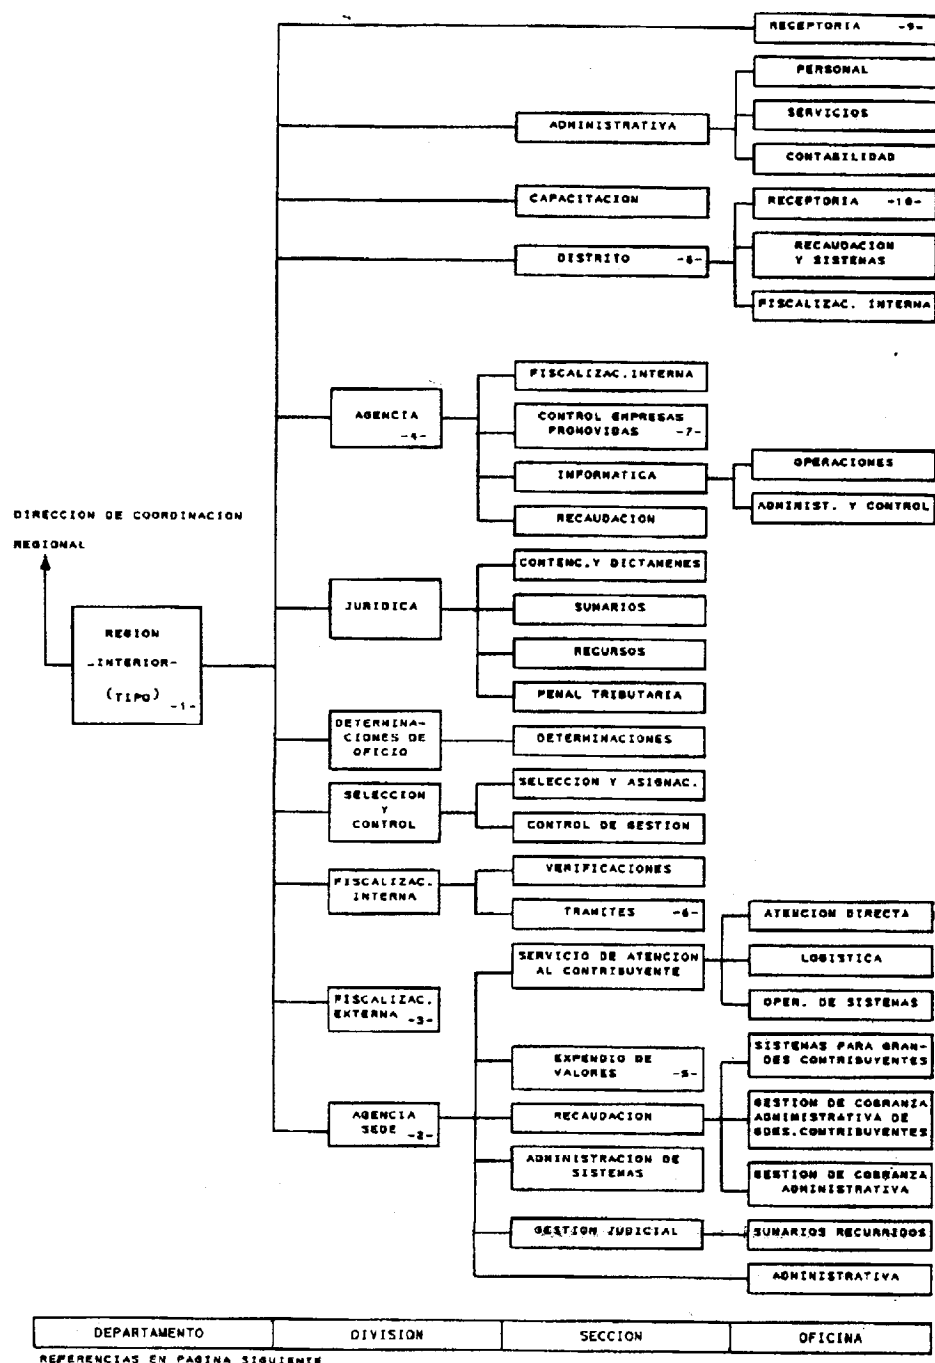 RECEPTORIA -9-
PERSONAL
SERVICIOS
ADMINISTRATIVA
CONTABILIDAD
CAPACITACION
RECEPTORIA -10-
RECAUDACION
Y SISTEMAS
DISTRITO -8-
FISCALIZAC. INTERNA
FISCALIZAC.INTERNA
AGENCIA
-4-
CONTROL EMPRESAS
PROMOVIDAS -7-
INFORMATICA
OPERACIONES
ADMINIST. Y CONTROL
RECAUDACION
DIRECCION DE COORDINACION
REGIONAL
REGION
-INTERIOR-
(TIPO) -1-
JURIDICA
CONTENC.Y DICTAMENES
SUMARIOS
RECURSOS
PENAL TRIBUTARIA
DETERMINA-
CIONES DE
OFICIO
DETERMINACIONES
SELECCION
Y
CONTROL
SELECCION Y ASIGNAC.
CONTROL DE GESTION
FISCALIZAC.
INTERNA
VERIFICACIONES
TRAMITES -6-
SERVICIO DE ATENCION
AL CONTRIBUYENTE
ATENCION DIRECTA
LOGISTICA
OPER. DE SISTEMAS
FISCALIZAC.
EXTERNA -3-
EXPENDIO DE
VALORES -5-
SISTEMAS PARA GRAN-
DES CONTRIBUYENTES
AGENCIA
SEDE -2-
RECAUDACION
GESTION DE COBRANZA
ADMINISTRATIVA DE
GDES.CONTRIBUYENTES
ADMINISTRACION DE
SISTEMAS
GESTION DE COBRANZA
ADMINISTRATIVA
GESTION JUDICIAL
SUMARIOS RECURRIDOS
ADMINISTRATIVA
DEPARTAMENTO DIVISION SECCION OFICINA
REFERENCIAS EN PAGINA SIGUIENTE